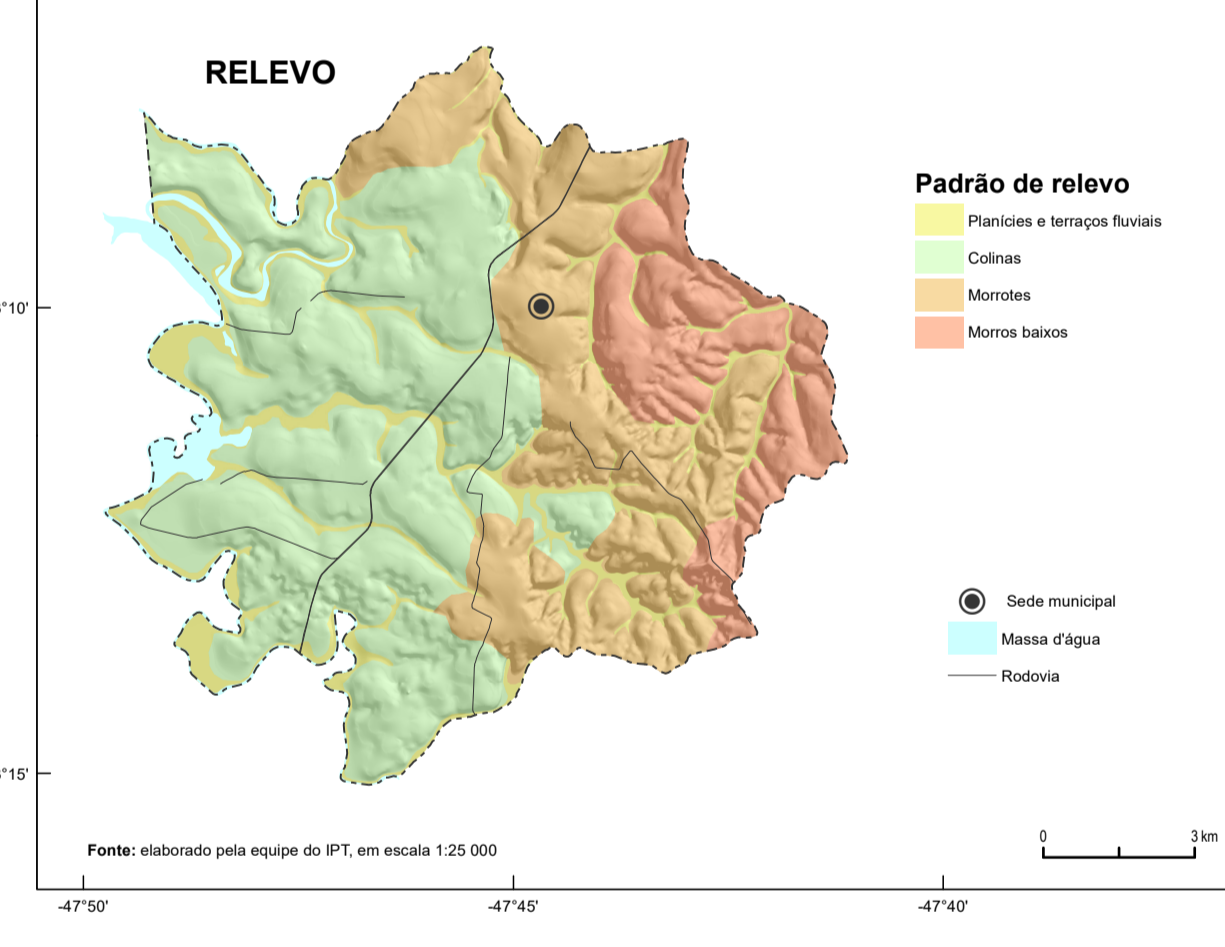 RELEVO
Padrão de relevo
Planícies e terraços fluviais
Colinas
Morrotes
Morros baixos
°10'
Sede municipal
Massa d'água
Rodovia
°15'
0 3 km
Fonte: elaborado pela equipe do IPT, em escala 1:25 000
-47°50' -47°45' -47°40'